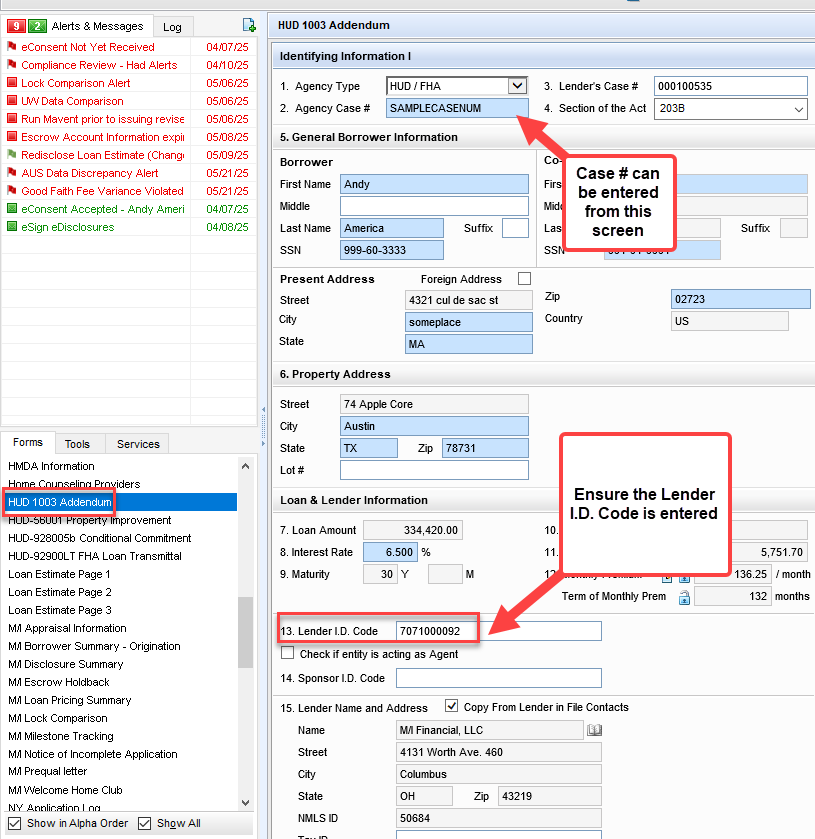 9 2 Alerts & Messages Log
eConsent Not Yet Received 04/07/25
Compliance Review - Had Alerts 04/10/25
Lock Comparison Alert 05/06/25
UW Data Comparison 05/06/25
Run Mavent prior to issuing revise 05/06/25
Escrow Account Information expi 05/08/25
Redisclose Loan Estimate (Chang 05/09/25
AUS Data Discrepancy Alert 05/21/25
Good Faith Fee Variance Violated 05/21/25
eConsent Accepted - Andy Ameri 04/07/25
eSign eDisclosures 04/08/25
Forms Tools Services
HMDA Information
Home Counseling Providers
HUD 1003 Addendum
HUD-56001 Property Improvement
HUD-928005b Conditional Commitment
HUD-92900LT FHA Loan Transmittal
Loan Estimate Page 1
Loan Estimate Page 2
Loan Estimate Page 3
M/I Appraisal Information
M/I Borrower Summary - Origination
M/I Disclosure Summary
M/I Escrow Holdback
M/I Loan Pricing Summary
M/I Lock Comparison
M/I Milestone Tracking
M/I Notice of Incomplete Application
M/I Prequal letter
M/I Welcome Home Club
NY Application Log
Show in Alpha Order Show All
HUD 1003 Addendum
Identifying Information I
1. Agency Type HUD / FHA 3. Lender's Case # 000100535
2. Agency Case # SAMPLECASENUM 4. Section of the Act 203B
5. General Borrower Information
Borrower Co-
First Name Andy Firs
Middle Mid
Last Name America Suffix Las Suffix
SSN 999-60-3333 SSN
Case # can
be entered
from this
screen
Present Address Foreign Address
Street 4321 cul de sac st Zip 02723
City someplace Country US
State MA
6. Property Address
Street 74 Apple Core
City Austin
State TX Zip 78731
Lot #
Loan & Lender Information
7. Loan Amount 334,420.00 10.
8. Interest Rate 6.500 % 11. 5,751.70
9. Maturity 30 Y M 12. Monthly Premium 136.25 / month
Term of Monthly Prem 132 months
Ensure the Lender
I.D. Code is entered
13. Lender I.D. Code 7071000092
Check if entity is acting as Agent
14. Sponsor I.D. Code
15. Lender Name and Address Copy From Lender in File Contacts
Name M/I Financial, LLC
Street 4131 Worth Ave. 460
City Columbus
State OH Zip 43219
NMLS ID 50684
Tax ID